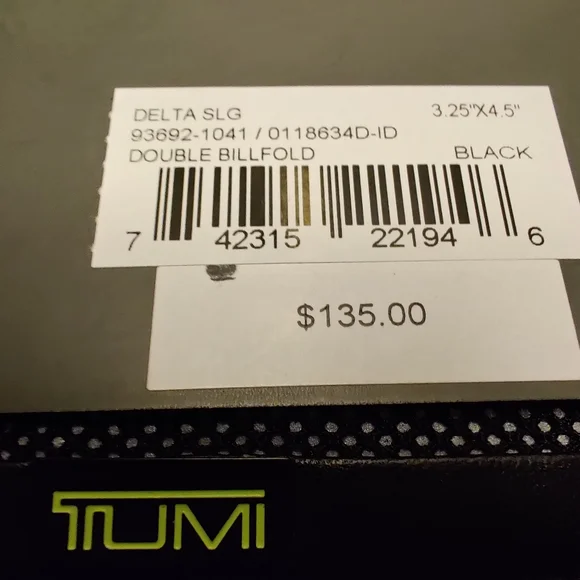 DELTA SLG 3.25"X4.5"
93692-1041 / 0118634D-ID
DOUBLE BILLFOLD BLACK
7 42315 22194 6
$135.00
TUMI